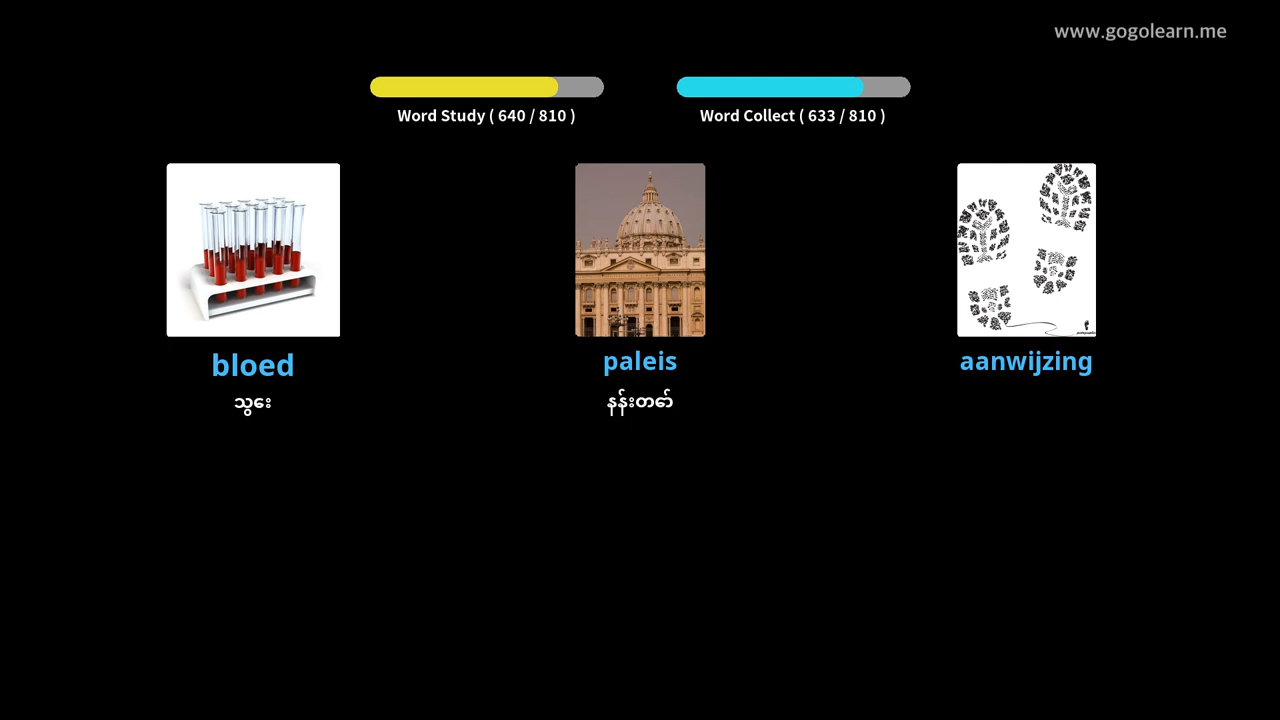 www.gogolearn.me
Word Study ( 640 / 810 )
Word Collect ( 633 / 810 )
bloed
paleis
aanwijzing
သွေး
နန်းတော်